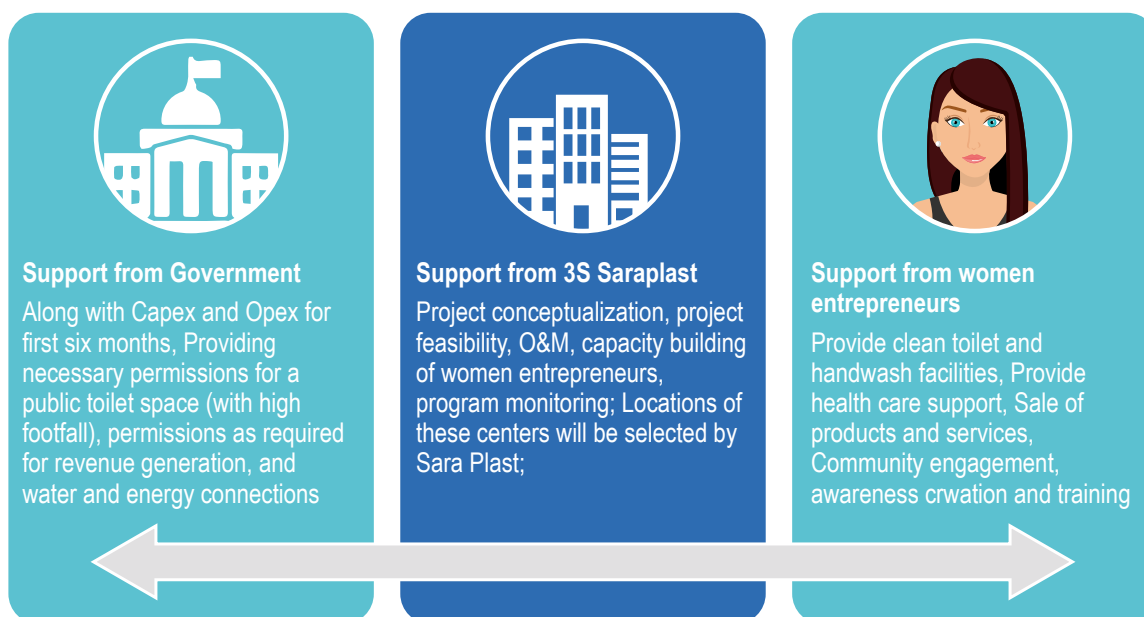 Support from Government
Along with Capex and Opex for
first six months, Providing
necessary permissions for a
public toilet space (with high
footfall), permissions as required
for revenue generation, and
water and energy connections
Support from 3S Saraplast
Project conceptualization, project
feasibility, O&M, capacity building
of women entrepreneurs,
program monitoring; Locations of
these centers will be selected by
Sara Plast;
Support from women
entrepreneurs
Provide clean toilet and
handwash facilities, Provide
health care support, Sale of
products and services,
Community engagement,
awareness crwation and training